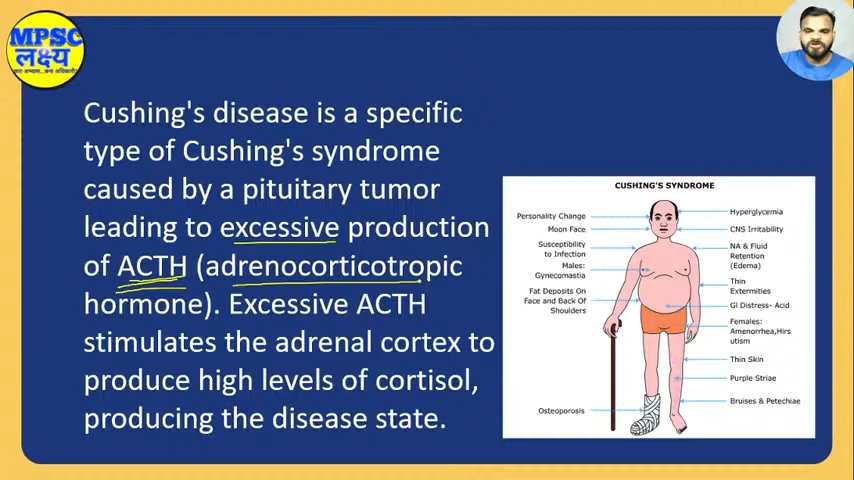 MPSC
लक्ष्य
Cushing's disease is a specific
type of Cushing's syndrome
caused by a pituitary tumor
leading to excessive production
of ACTH (adrenocorticotropic
hormone). Excessive ACTH
stimulates the adrenal cortex to
produce high levels of cortisol,
producing the disease state.
CUSHING'S SYNDROME
Personality Change
Moon Face
Susceptibility
to Infection
Males:
Gynecomastia
Fat Deposits On
Face and Back Of
Shoulders
Osteoporosis
Hyperglycemia
CNS Irritability
NA & Fluid
Retention
(Edema)
Thin
Extermities
GI Distress- Acid
Females:
Amenorrhea,Hirs
utism
Thin Skin
Purple Striae
Bruises & Petechiae